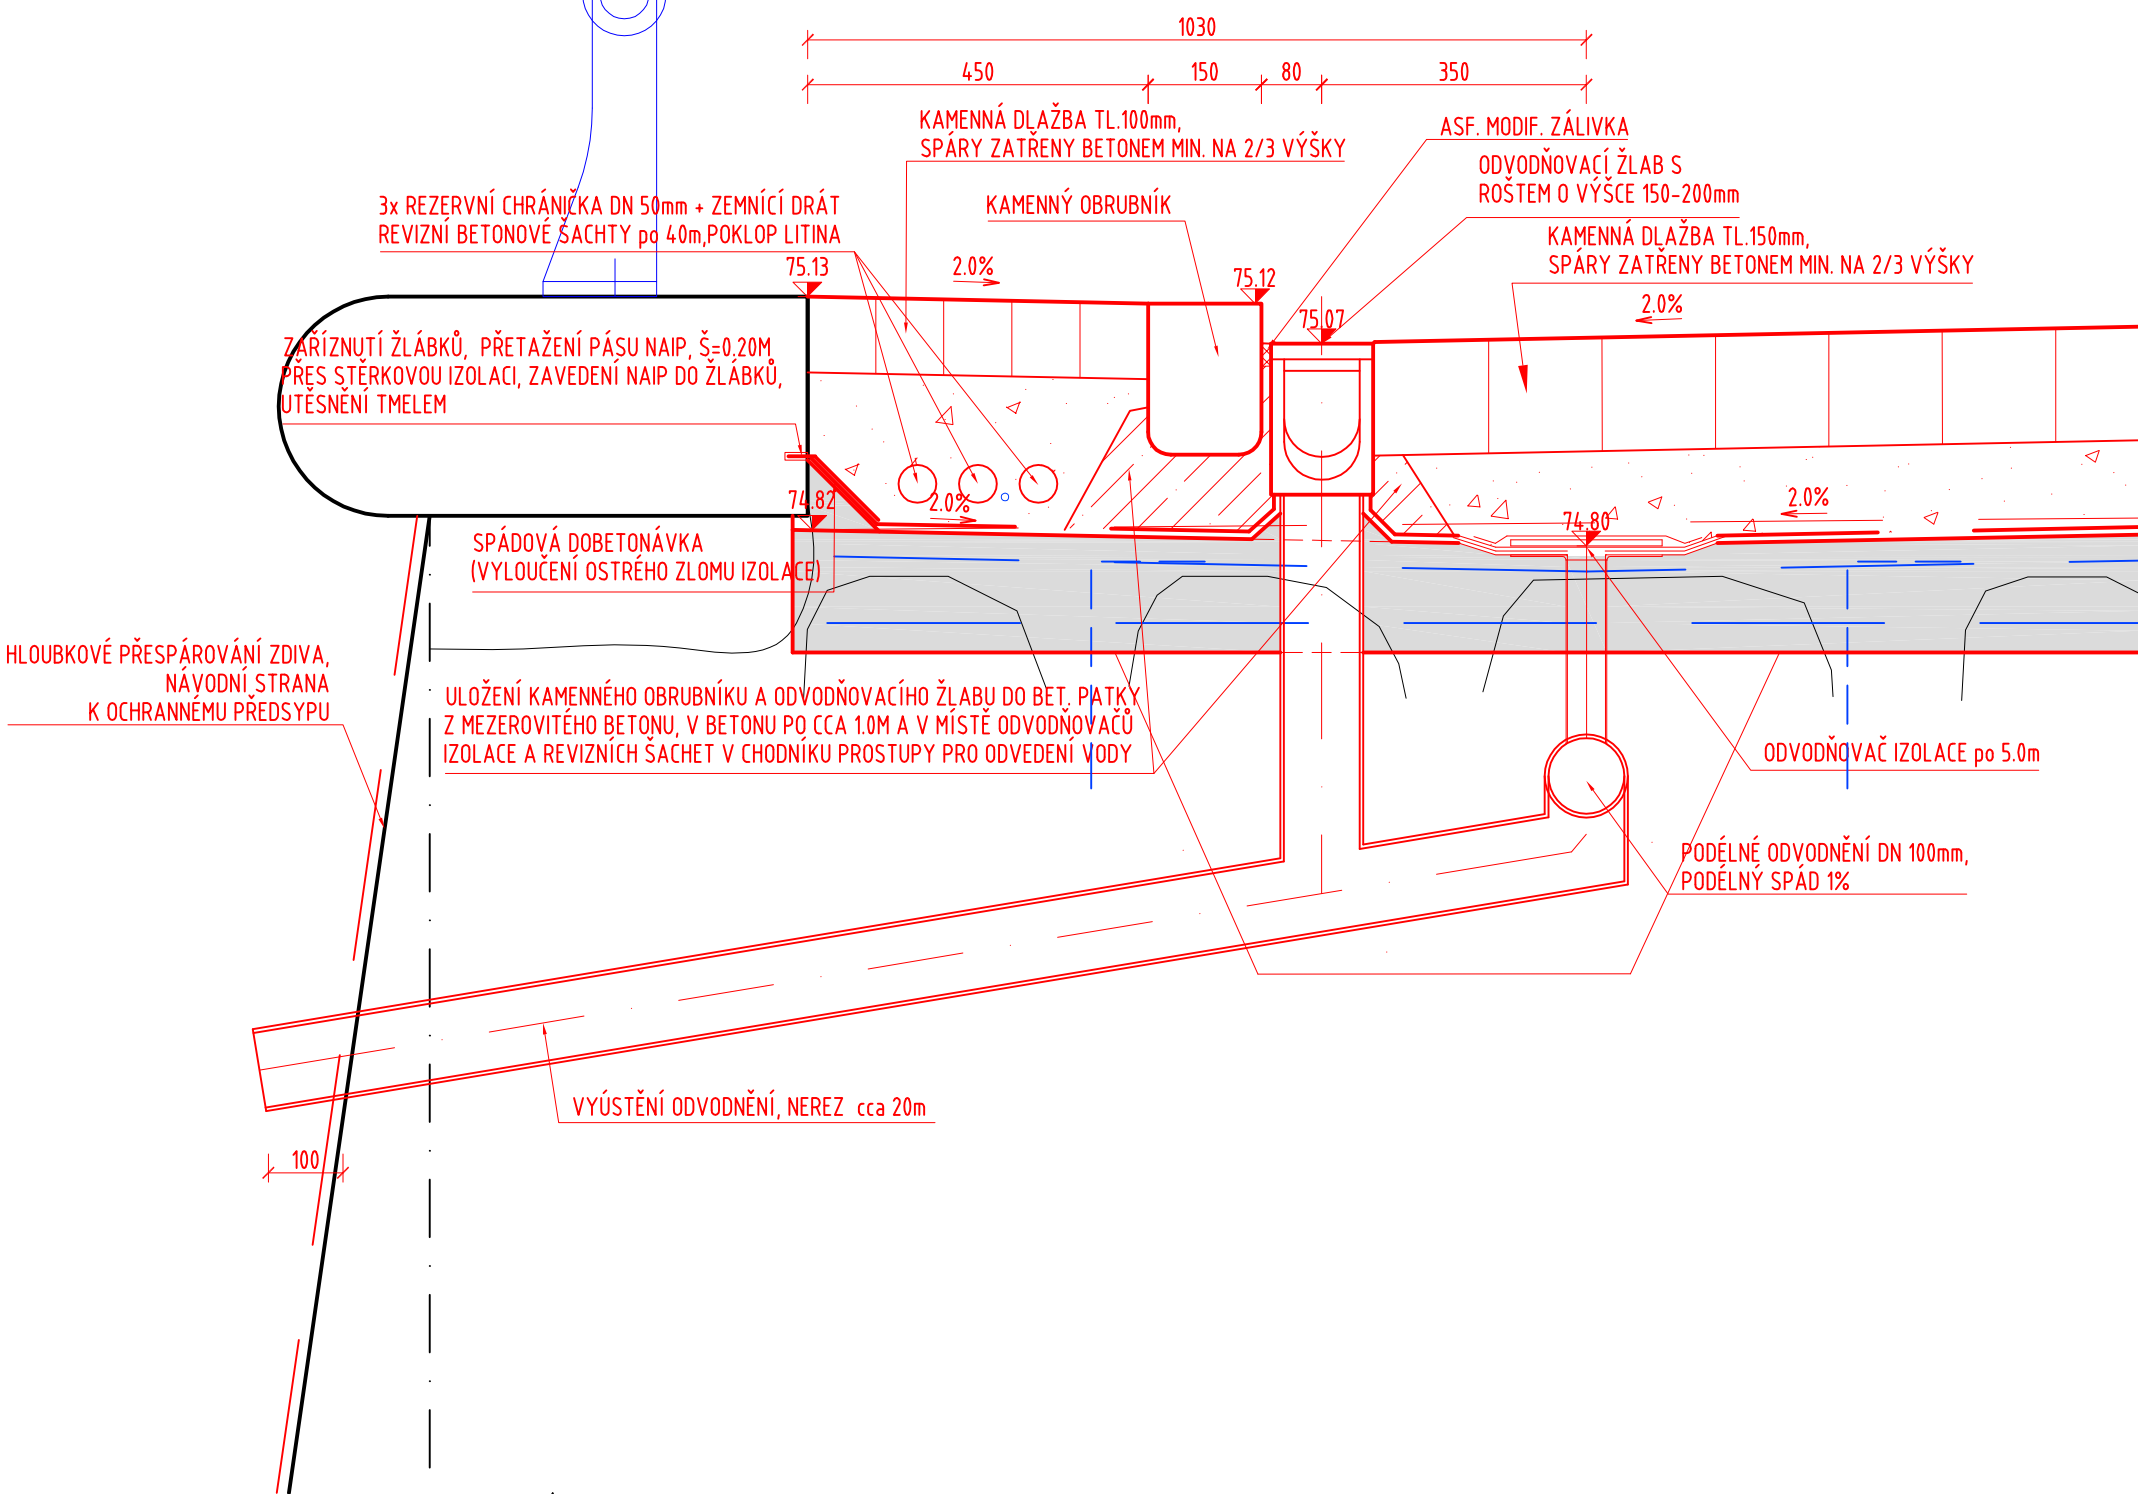 1030
450
150
80
350
KAMENNÁ DLAŽBA TL.100mm,
SPÁRY ZATŘENY BETONEM MIN. NA 2/3 VÝŠKY
ASF. MODIF. ZÁLIVKA
ODVODŇOVACÍ ŽLAB S
ROŠTEM O VÝŠCE 150-200mm
3x REZERVNÍ CHRÁNIČKA DN 50mm + ZEMNÍCÍ DRÁT
REVIZNÍ BETONOVÉ ŠACHTY po 40m,POKLOP LITINA
KAMENNÝ OBRUBNÍK
KAMENNÁ DLAŽBA TL.150mm,
SPÁRY ZATŘENY BETONEM MIN. NA 2/3 VÝŠKY
75.13
2.0%
75.12
75.07
2.0%
ZAŘÍZNUTÍ ŽLÁBKŮ, PŘETAŽENÍ PÁSU NAIP, Š=0.20M
PŘES STĚRKOVOU IZOLACI, ZAVEDENÍ NAIP DO ŽLÁBKŮ,
UTĚSNĚNÍ TMELEM
74.82
2.0%
2.0%
74.80
SPÁDOVÁ DOBETONÁVKA
(VYLOUČENÍ OSTRÉHO ZLOMU IZOLACE)
HLOUBKOVÉ PŘESPÁROVÁNÍ ZDIVA,
NÁVODNÍ STRANA
K OCHRANNÉMU PŘEDSYPU
ULOŽENÍ KAMENNÉHO OBRUBNÍKU A ODVODŇOVACÍHO ŽLABU DO BET. PATKY
Z MEZEROVITÉHO BETONU, V BETONU PO CCA 1.0M A V MÍSTĚ ODVODŇOVAČŮ
IZOLACE A REVIZNÍCH ŠACHET V CHODNÍKU PROSTUPY PRO ODVEDENÍ VODY
ODVODŇOVAČ IZOLACE po 5.0m
PODÉLNÉ ODVODNĚNÍ DN 100mm,
PODÉLNÝ SPÁD 1%
VYÚSTĚNÍ ODVODNĚNÍ, NEREZ cca 20m
100